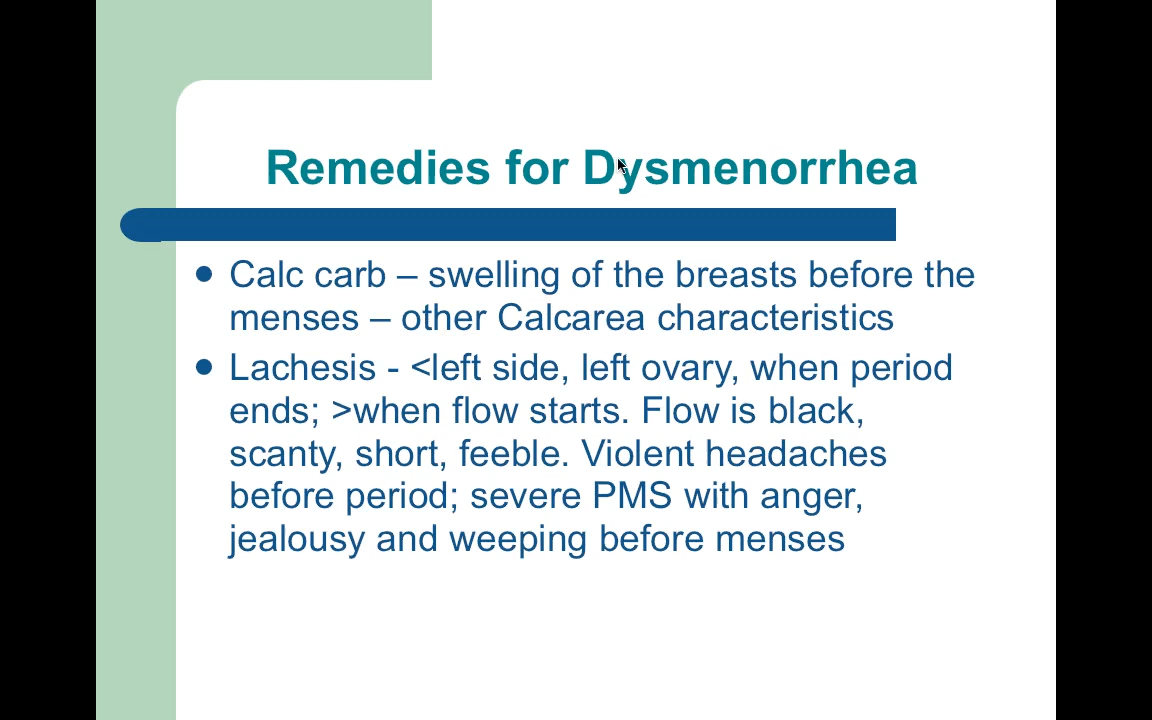 Remedies for Dysmenorrhea
• Calc carb – swelling of the breasts before the
menses – other Calcarea characteristics
• Lachesis - <left side, left ovary, when period
ends; >when flow starts. Flow is black,
scanty, short, feeble. Violent headaches
before period; severe PMS with anger,
jealousy and weeping before menses